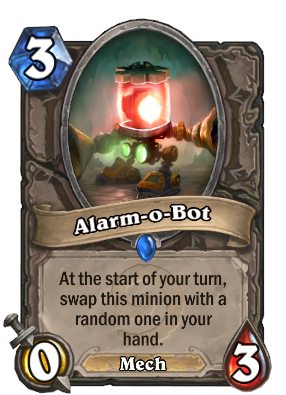 3
Alarm-o-Bot
At the start of your turn,
swap this minion with a
random one in your
hand.
Mech
0
3